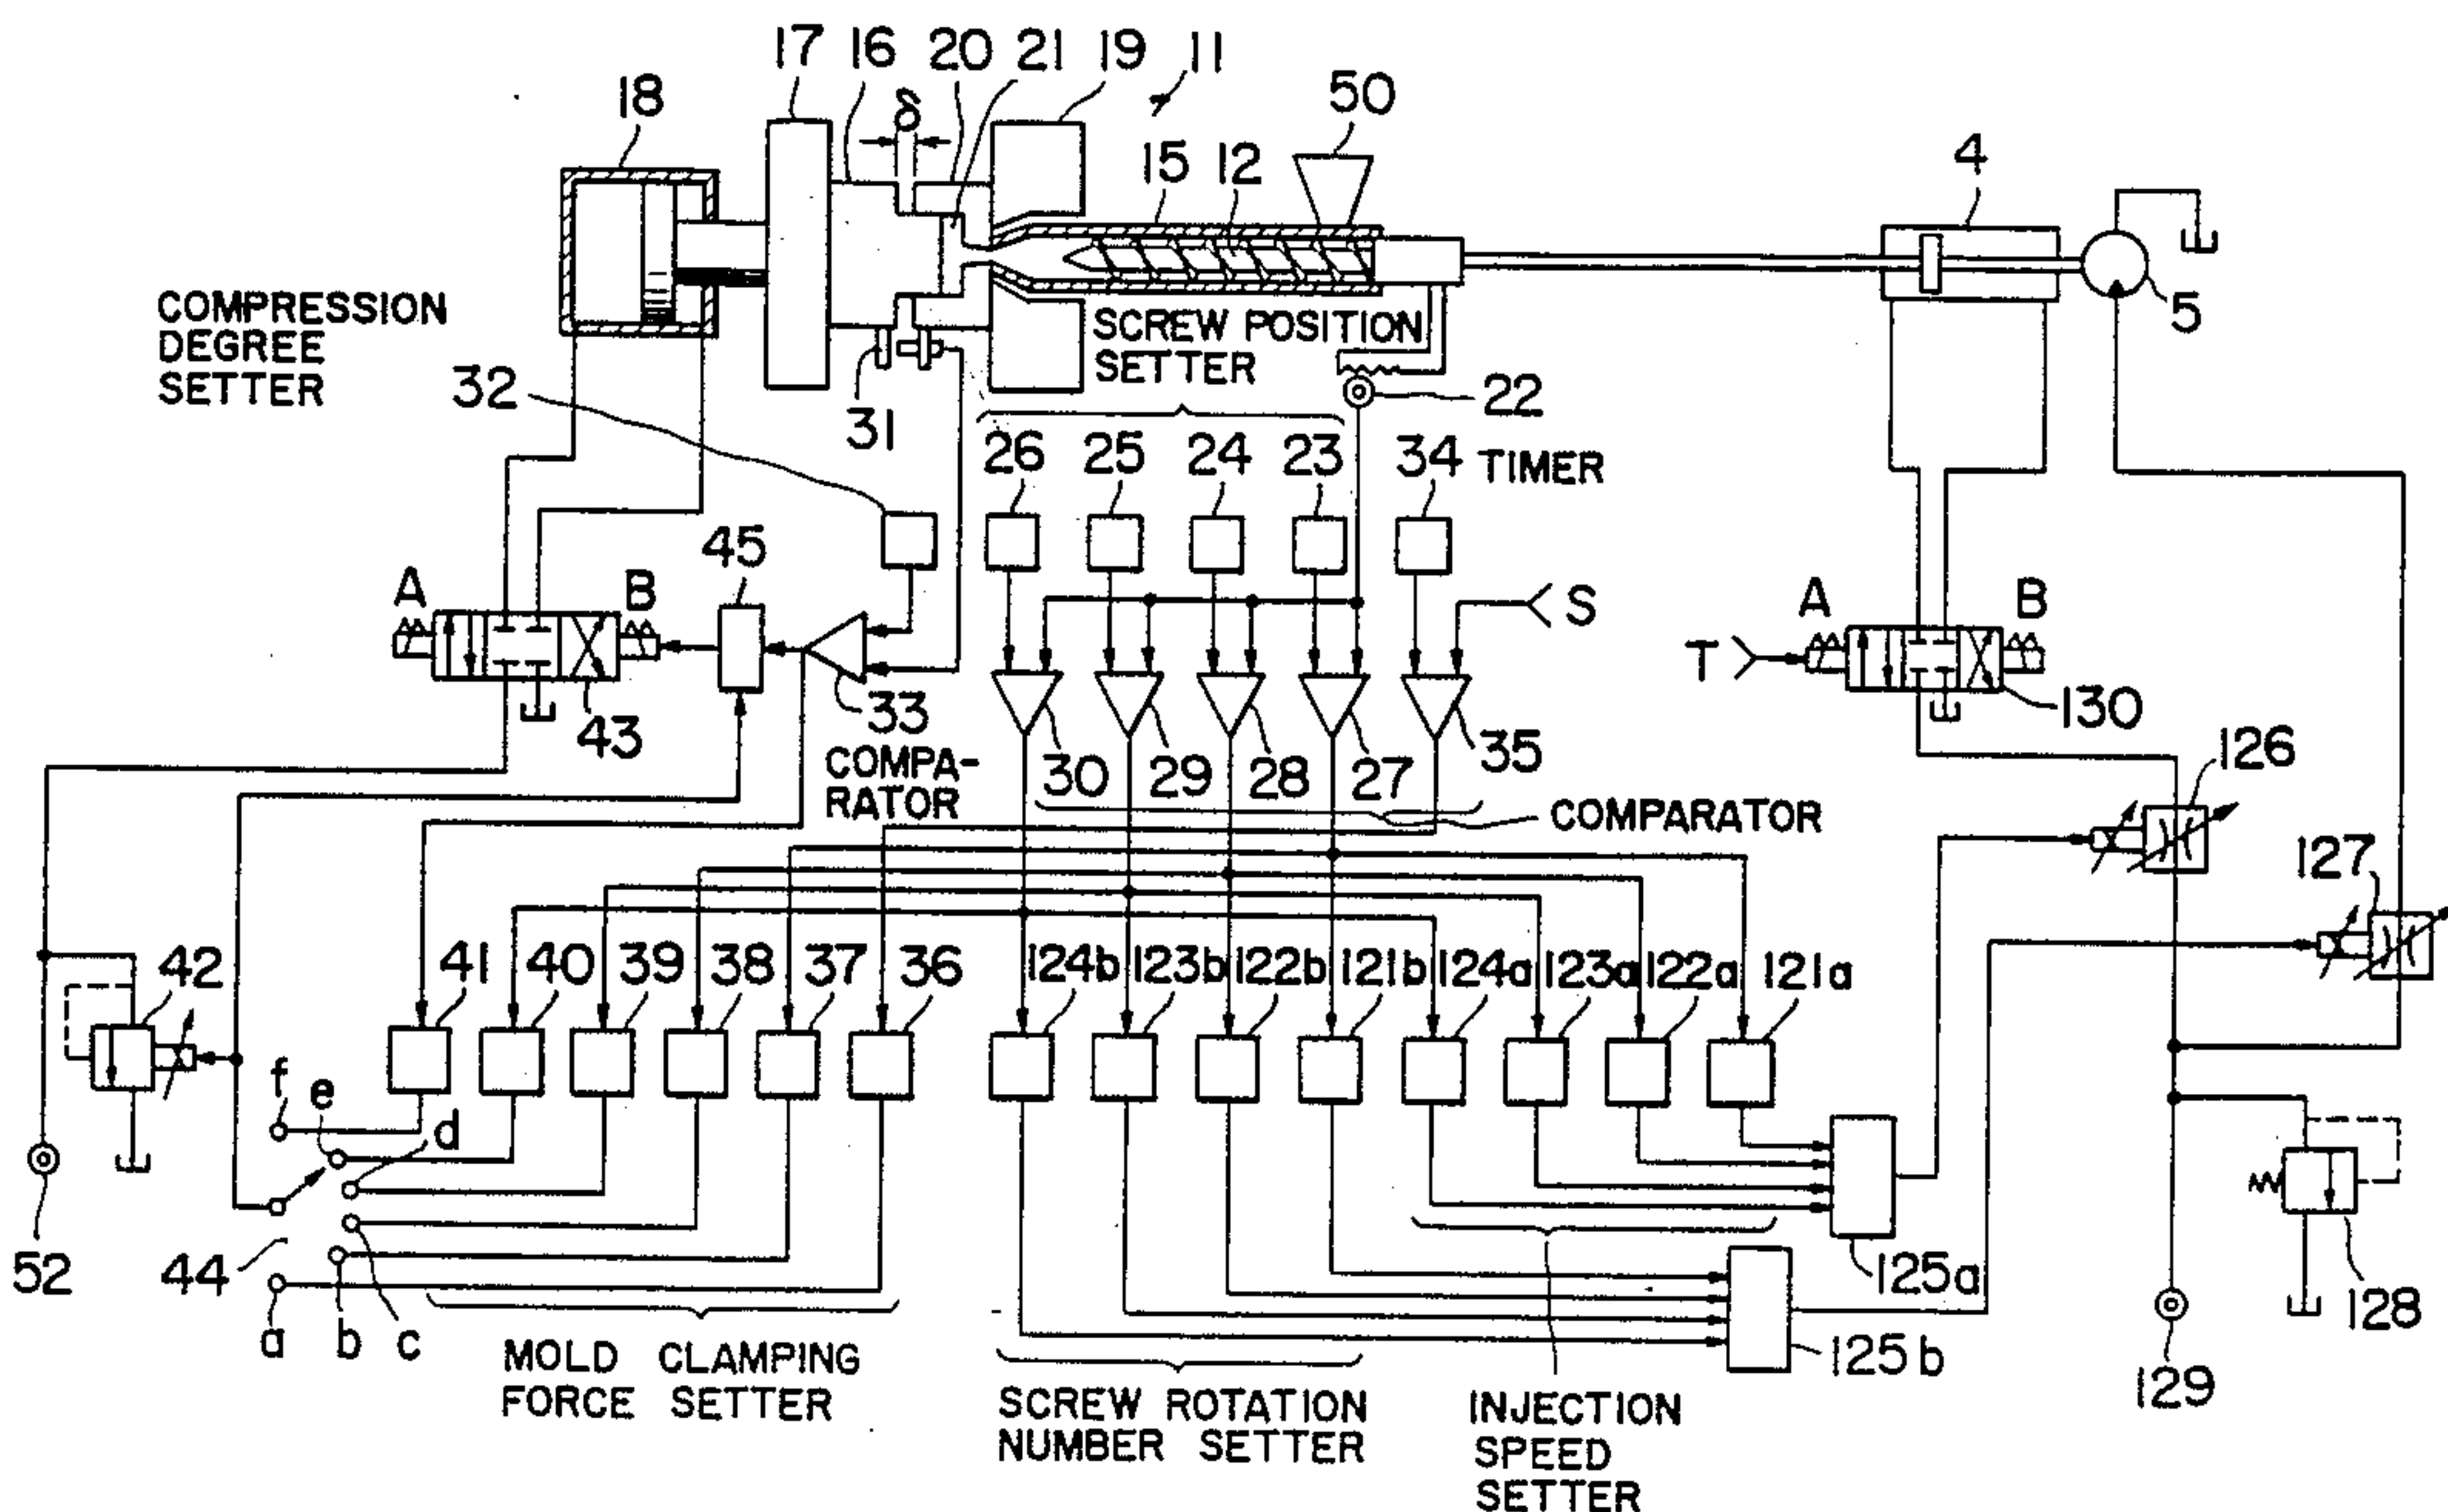 17 16 20 21 19 11
18 δ 50
15 12 4
COMPRESSION
DEGREE
SETTER
SCREW POSITION
SETTER
5
32 31 22
26 25 24 23 34 TIMER
45
A B S A B
T
33 130
43
COMPA-
RATOR
30 29 28 27 35
126
COMPARATOR
127
42 41 40 39 38 37 36 124b 123b 122b 121b 124a 123a 122a 121a
f e d
52 44
a b c
125a
128
125b
129
MOLD CLAMPING
FORCE SETTER
SCREW ROTATION
NUMBER SETTER
INJECTION
SPEED
SETTER